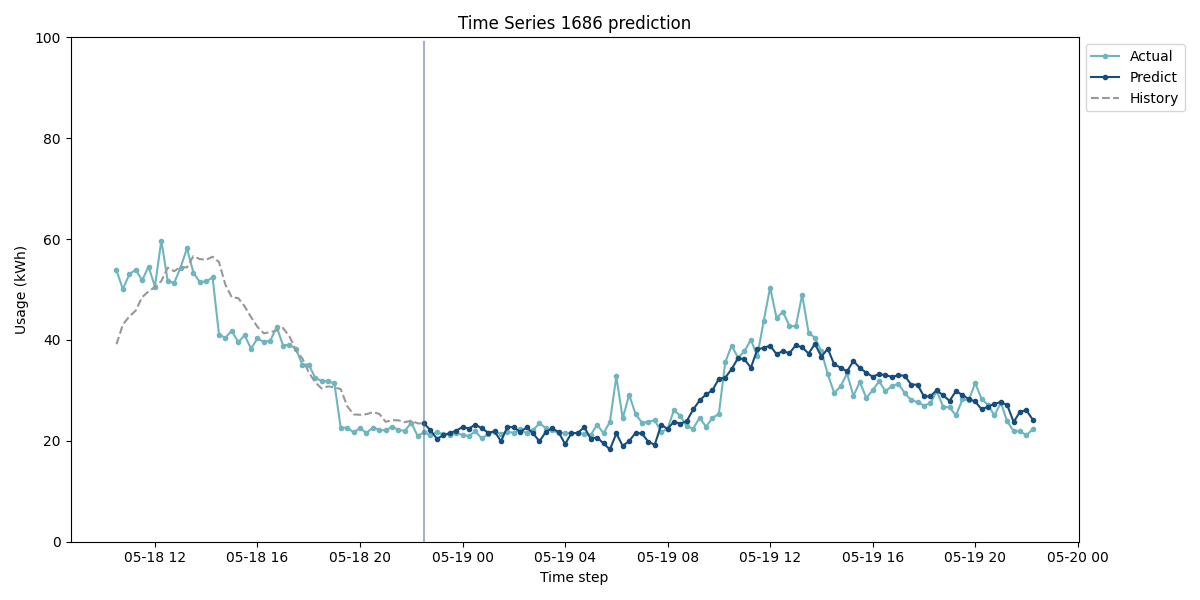 Time Series 1686 prediction
Usage (kWh)
100
80
60
40
20
0
05-18 12
05-18 16
05-18 20
05-19 00
05-19 04
05-19 08
05-19 12
05-19 16
05-19 20
05-20 00
Time step
Actual
Predict
History